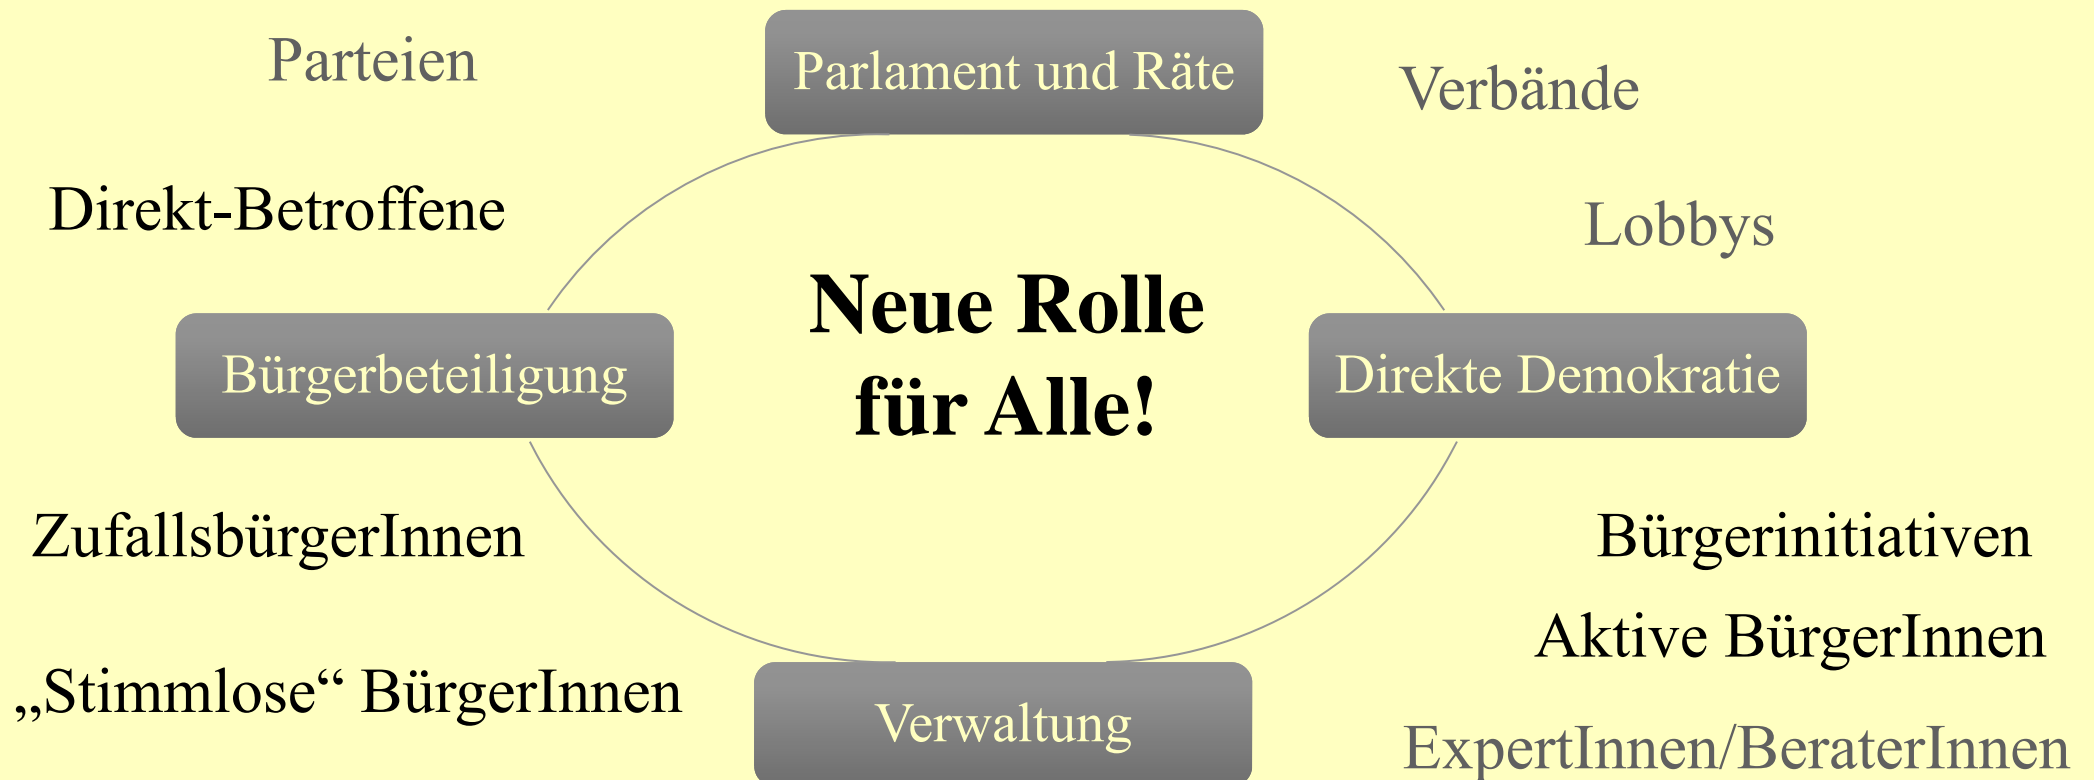 Parteien
Parlament und Räte
Verbände
Direkt-Betroffene
Lobbys
Neue Rolle
für Alle!
Bürgerbeteiligung
Direkte Demokratie
ZufallsbürgerInnen
Bürgerinitiativen
Aktive BürgerInnen
„Stimmlose“ BürgerInnen
Verwaltung
ExpertInnen/BeraterInnen